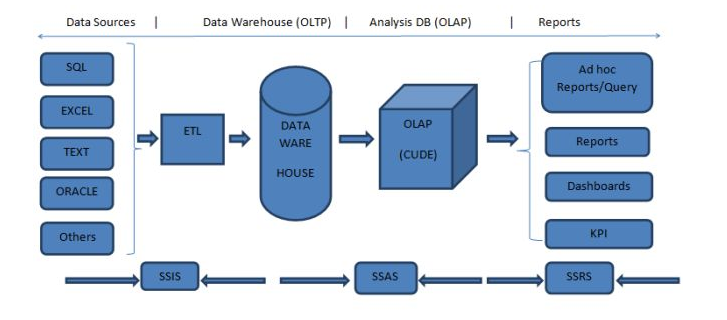 Data Sources | Data Warehouse (OLTP) | Analysis DB (OLAP) | Reports
SQL
EXCEL
TEXT
ORACLE
Others
ETL
DATA
WARE
HOUSE
OLAP
(CUDE)
Ad hoc
Reports/Query
Reports
Dashboards
KPI
SSIS
SSAS
SSRS